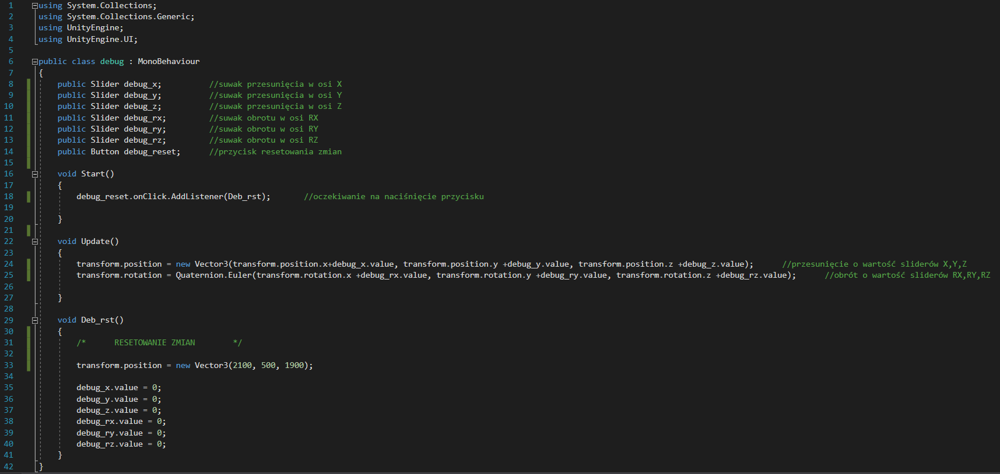 1 using System.Collections;
2 using System.Collections.Generic;
3 using UnityEngine;
4 using UnityEngine.UI;
5
6 public class debug : MonoBehaviour
7 {
8 public Slider debug_x; //suwak przesunięcia w osi X
9 public Slider debug_y; //suwak przesunięcia w osi Y
10 public Slider debug_z; //suwak przesunięcia w osi Z
11 public Slider debug_rx; //suwak obrotu w osi RX
12 public Slider debug_ry; //suwak obrotu w osi RY
13 public Slider debug_rz; //suwak obrotu w osi RZ
14 public Button debug_reset; //przycisk resetowania zmian
15
16 void Start()
17 {
18 debug_reset.onClick.AddListener(Deb_rst); //oczekiwanie na naciśnięcie przycisku
19
20 }
21
22 void Update()
23 {
24 transform.position = new Vector3(transform.position.x+debug_x.value, transform.position.y +debug_y.value, transform.position.z +debug_z.value); //przesunięcie o wartość sliderów X,Y,Z
25 transform.rotation = Quaternion.Euler(transform.rotation.x +debug_rx.value, transform.rotation.y +debug_ry.value, transform.rotation.z +debug_rz.value); //obrót o wartość sliderów RX,RY,RZ
26
27 }
28
29 void Deb_rst()
30 {
31 /* RESETOWANIE ZMIAN */
32
33 transform.position = new Vector3(2100, 500, 1900);
34
35 debug_x.value = 0;
36 debug_y.value = 0;
37 debug_z.value = 0;
38 debug_rx.value = 0;
39 debug_ry.value = 0;
40 debug_rz.value = 0;
41 }
42 }